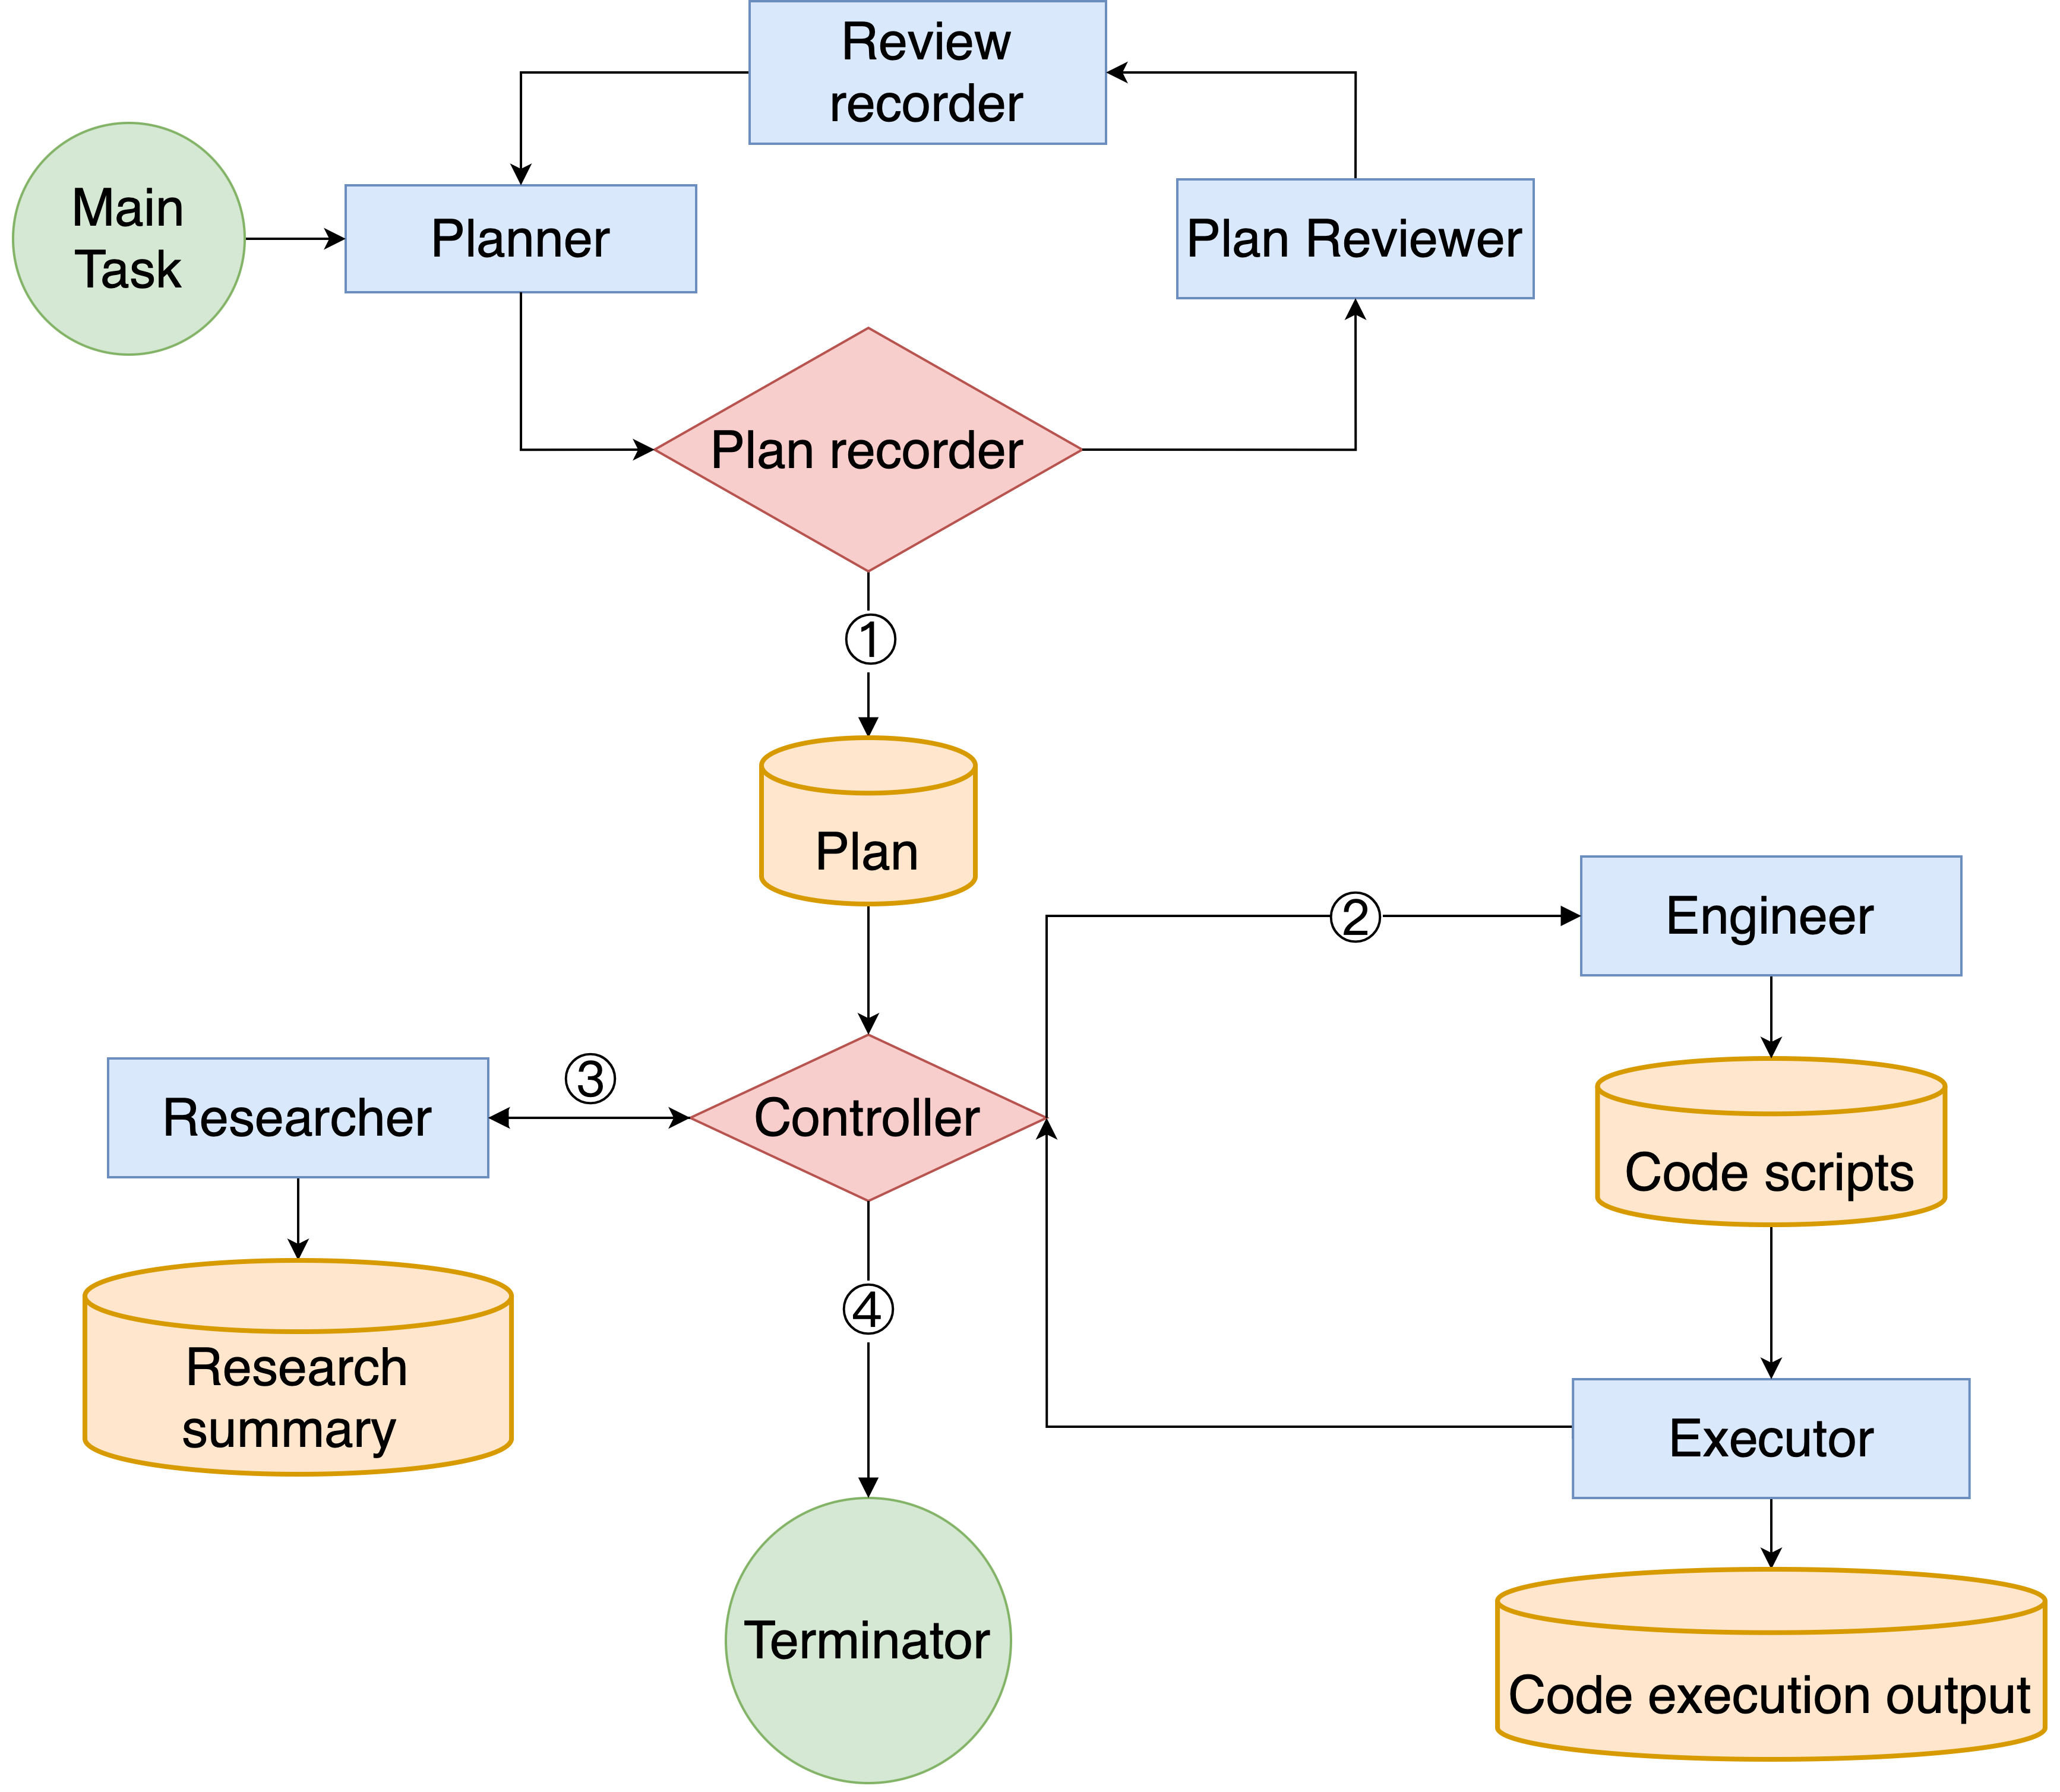 Review
recorder
Main
Task
Planner
Plan Reviewer
Plan recorder
①
Plan
②
Engineer
③
Researcher
Controller
Code scripts
④
Research
summary
Executor
Terminator
Code execution output